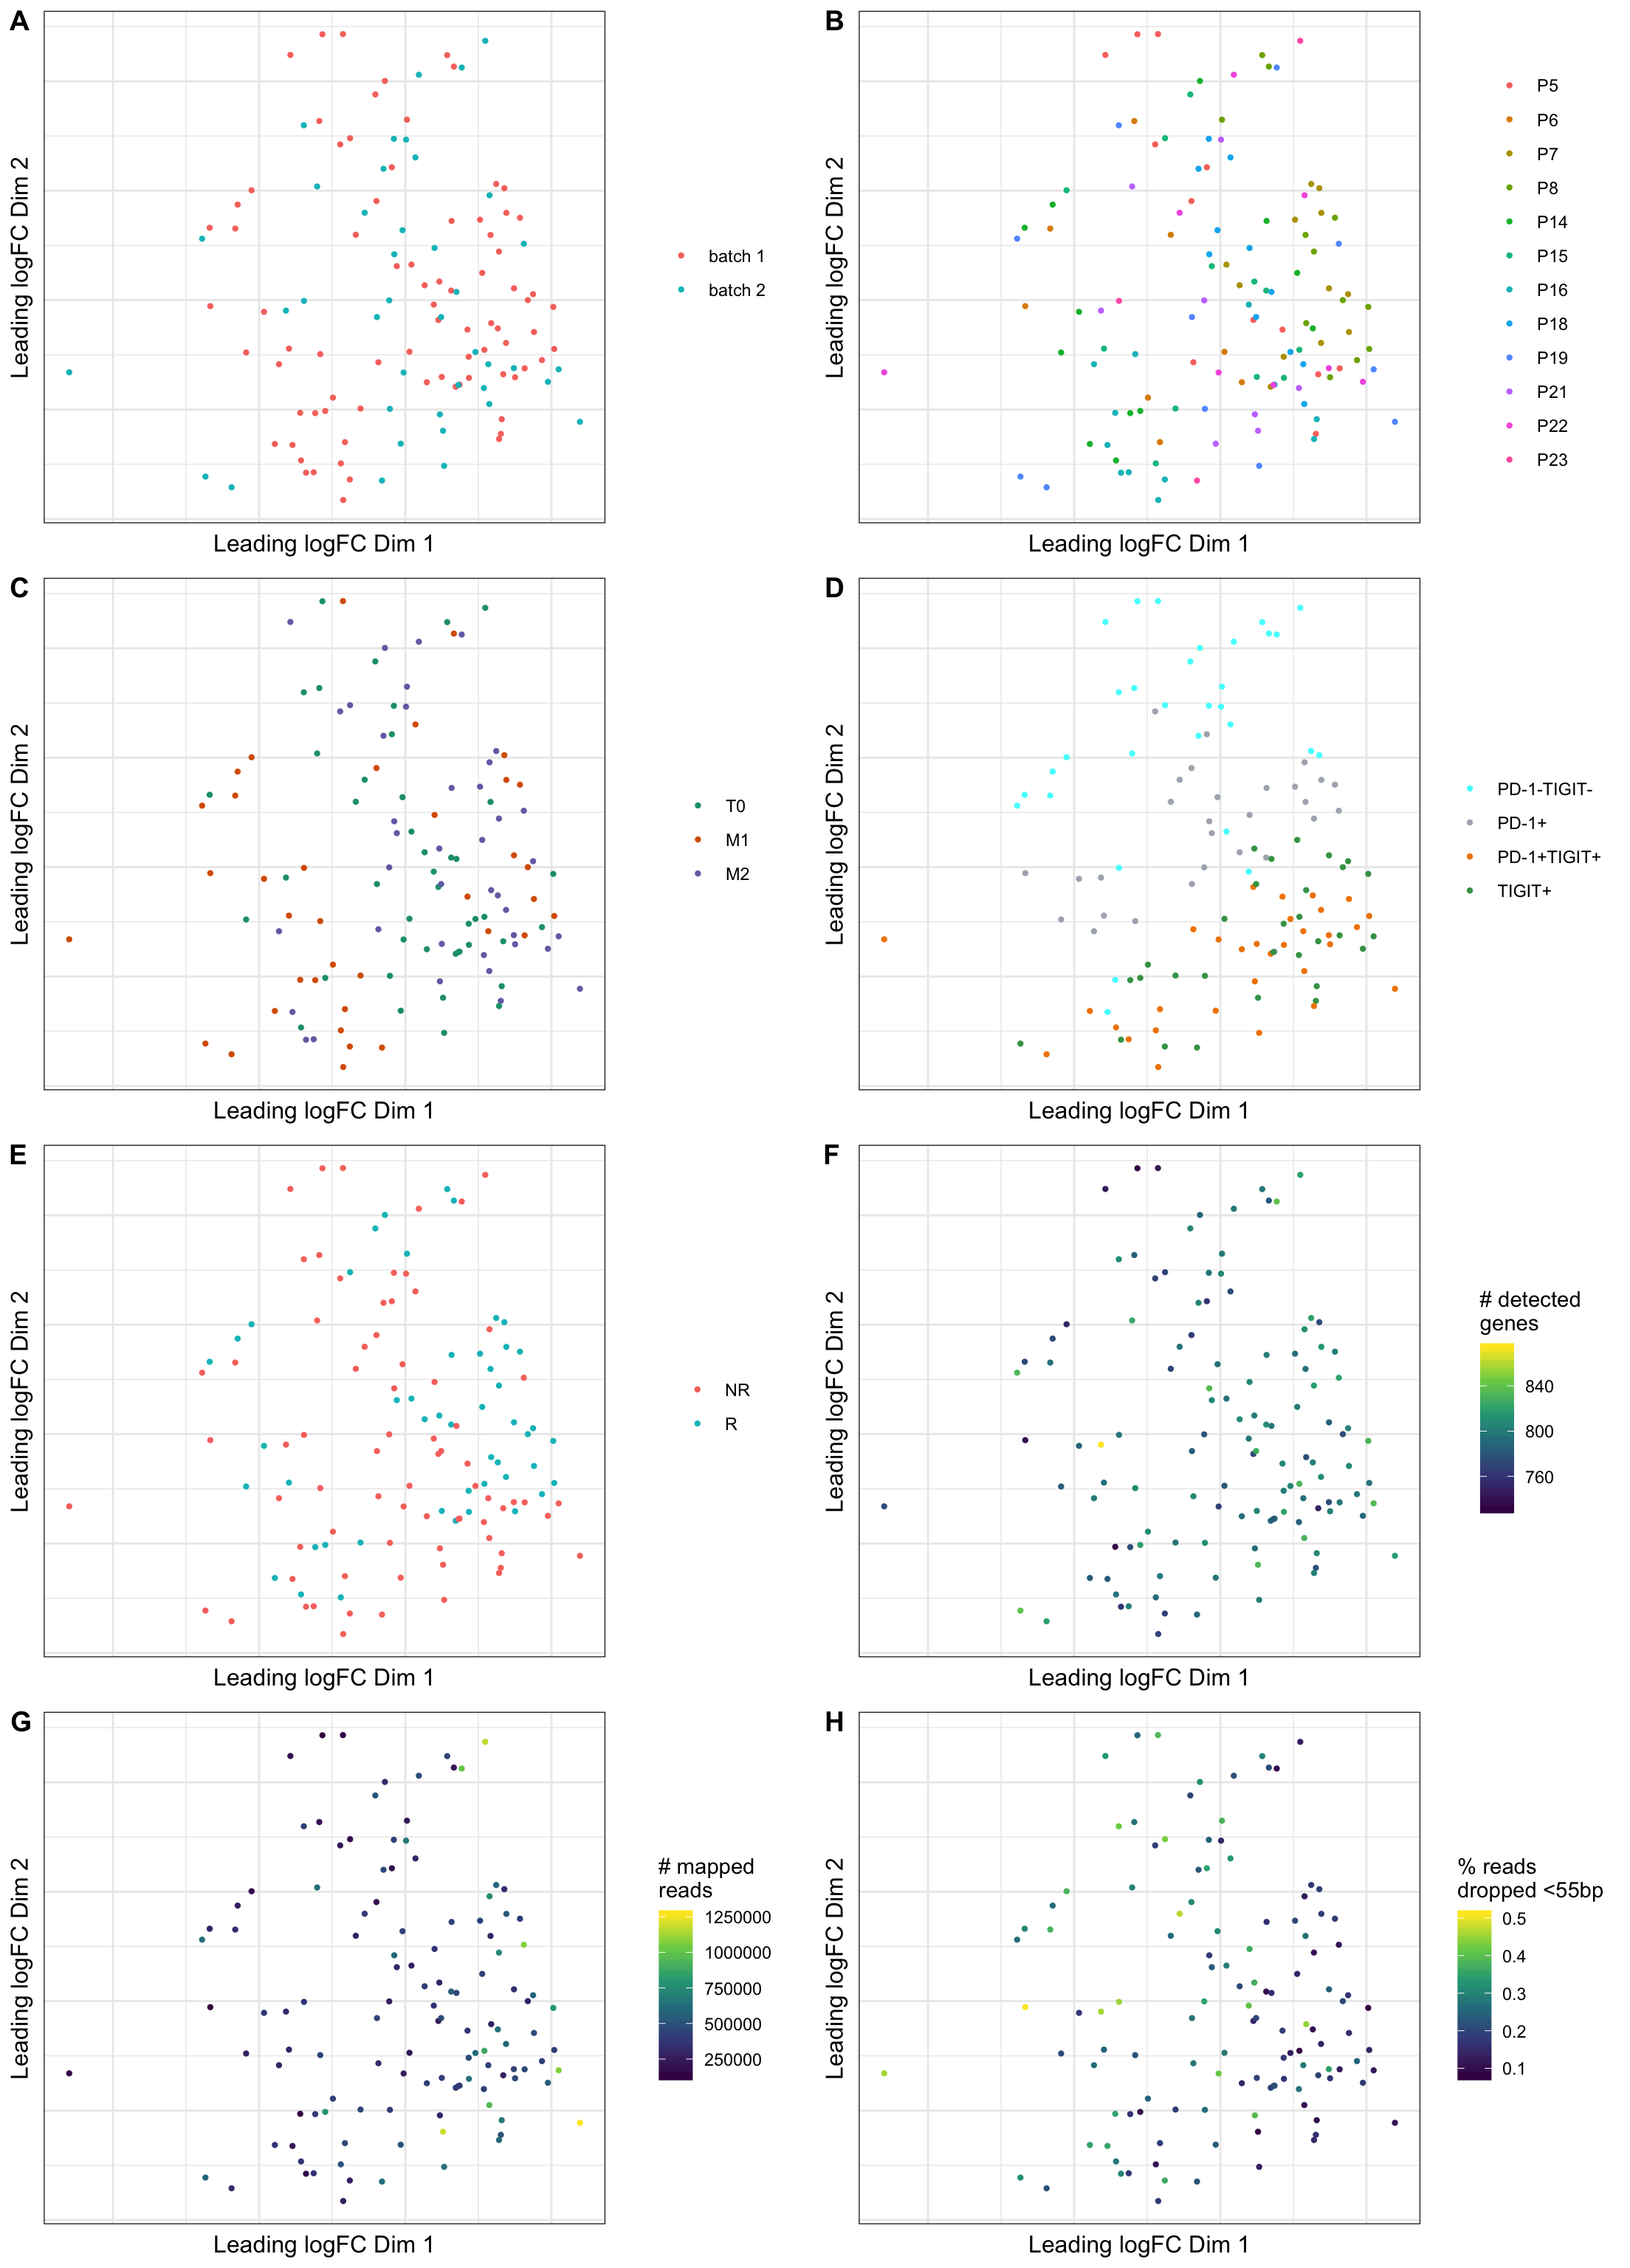 A
Leading logFC Dim 2
Leading logFC Dim 1
batch 1
batch 2
B
Leading logFC Dim 2
Leading logFC Dim 1
P5
P6
P7
P8
P14
P15
P16
P18
P19
P21
P22
P23
C
Leading logFC Dim 2
Leading logFC Dim 1
T0
M1
M2
D
Leading logFC Dim 2
Leading logFC Dim 1
PD-1-TIGIT-
PD-1+
PD-1+TIGIT+
TIGIT+
E
Leading logFC Dim 2
Leading logFC Dim 1
NR
R
F
Leading logFC Dim 2
Leading logFC Dim 1
# detected
genes
840
800
760
G
Leading logFC Dim 2
Leading logFC Dim 1
# mapped
reads
1250000
1000000
750000
500000
250000
H
Leading logFC Dim 2
Leading logFC Dim 1
% reads
dropped <55bp
0.5
0.4
0.3
0.2
0.1